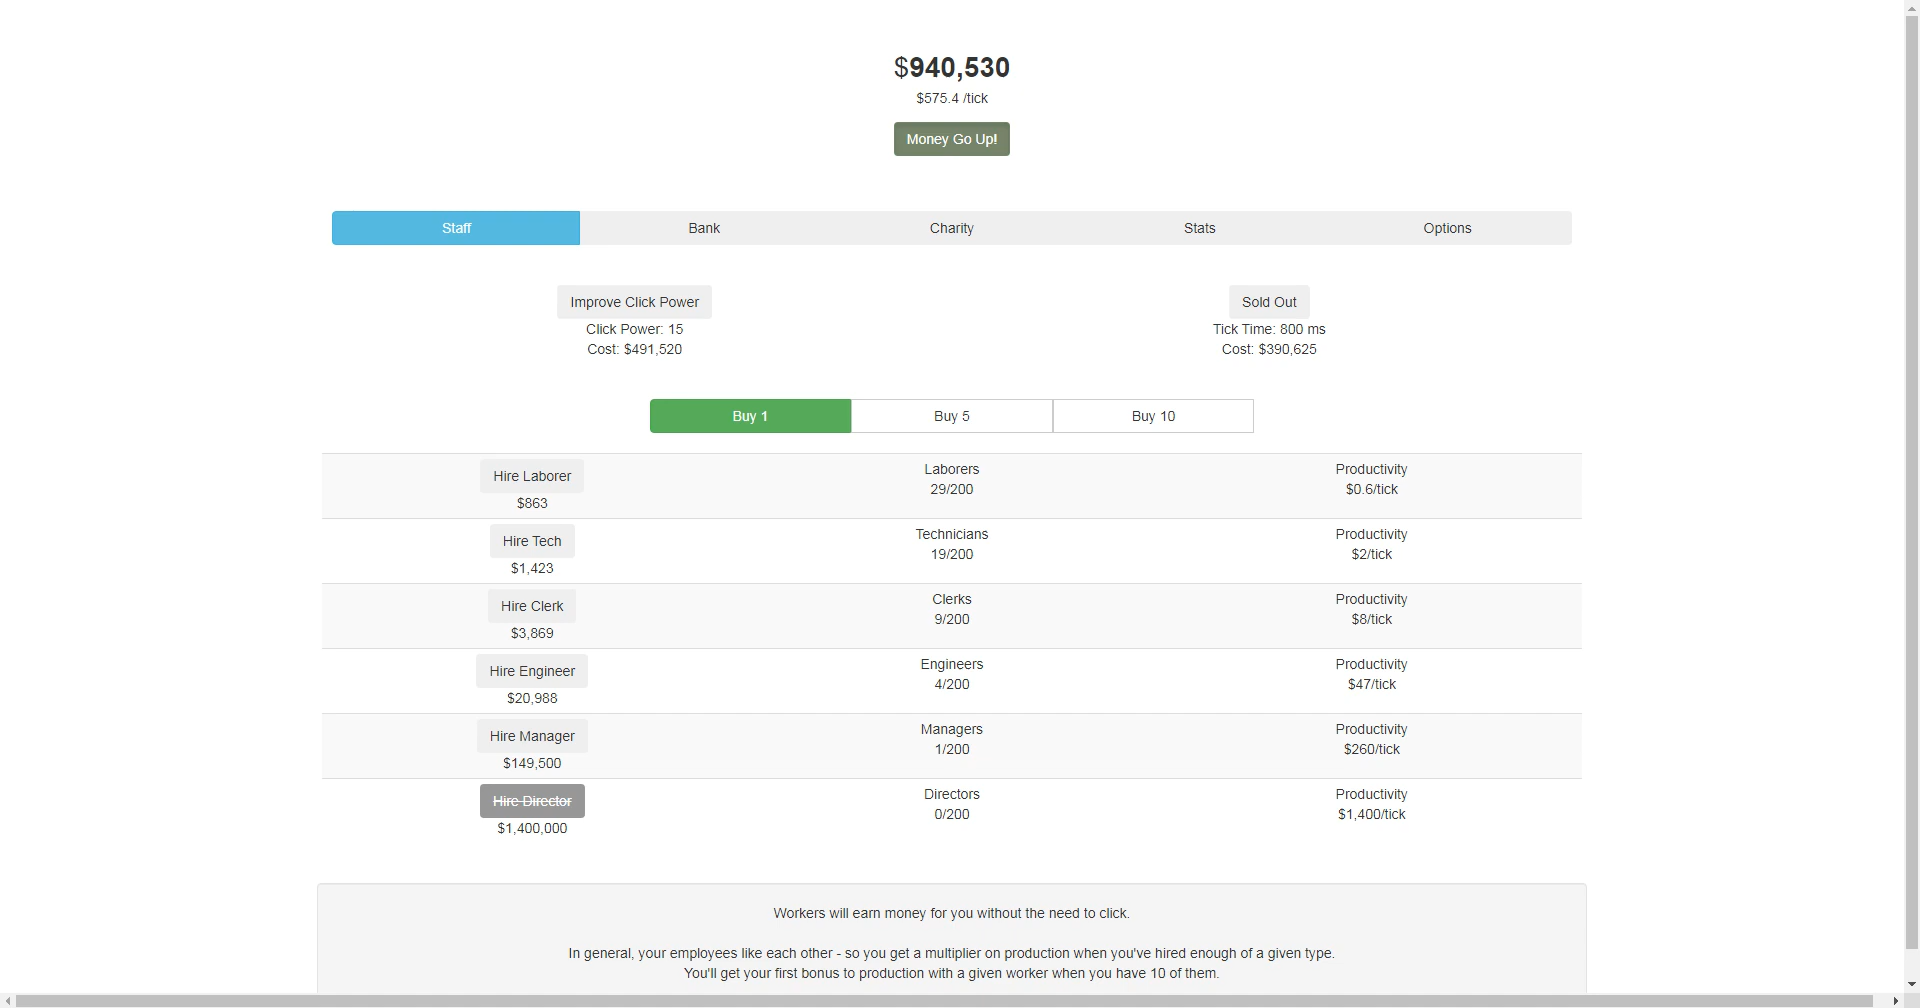 $940,530
$575.4 /tick
Money Go Up!
Staff Bank Charity Stats Options
Improve Click Power Sold Out
Click Power: 15 Tick Time: 800 ms
Cost: $491,520 Cost: $390,625
Buy 1 Buy 5 Buy 10
Hire Laborer Laborers Productivity
$863 29/200 $0.6/tick
Hire Tech Technicians Productivity
$1,423 19/200 $2/tick
Hire Clerk Clerks Productivity
$3,869 9/200 $8/tick
Hire Engineer Engineers Productivity
$20,988 4/200 $47/tick
Hire Manager Managers Productivity
$149,500 1/200 $260/tick
Hire Director Directors Productivity
$1,400,000 0/200 $1,400/tick
Workers will earn money for you without the need to click.
In general, your employees like each other - so you get a multiplier on production when you've hired enough of a given type.
You'll get your first bonus to production with a given worker when you have 10 of them.